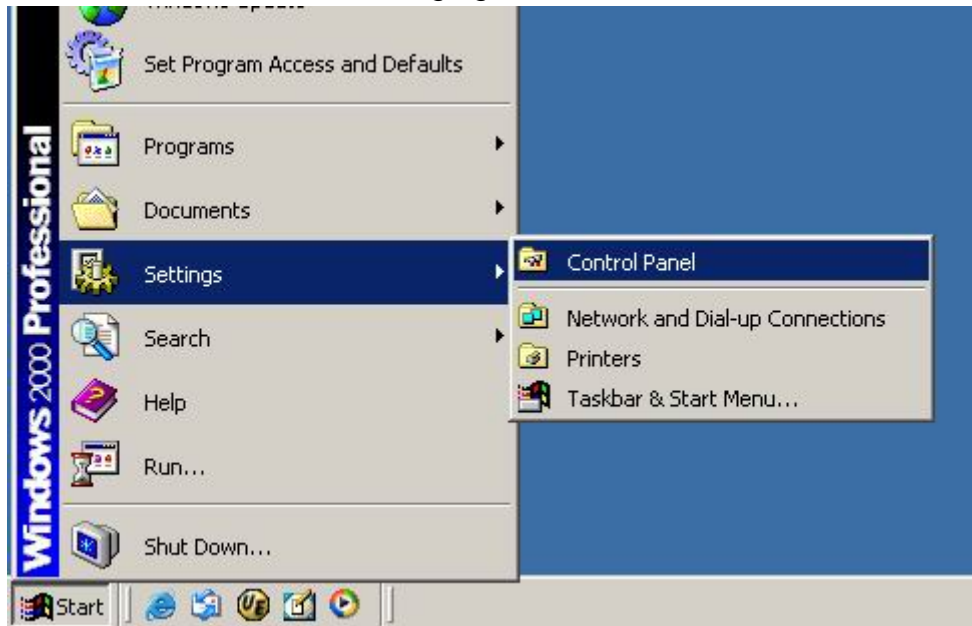 Set Program Access and Defaults
Programs
Documents
Settings
Search
Help
Run...
Shut Down...
Control Panel
Network and Dial-up Connections
Printers
Taskbar & Start Menu...
Windows 2000 Professional
Start